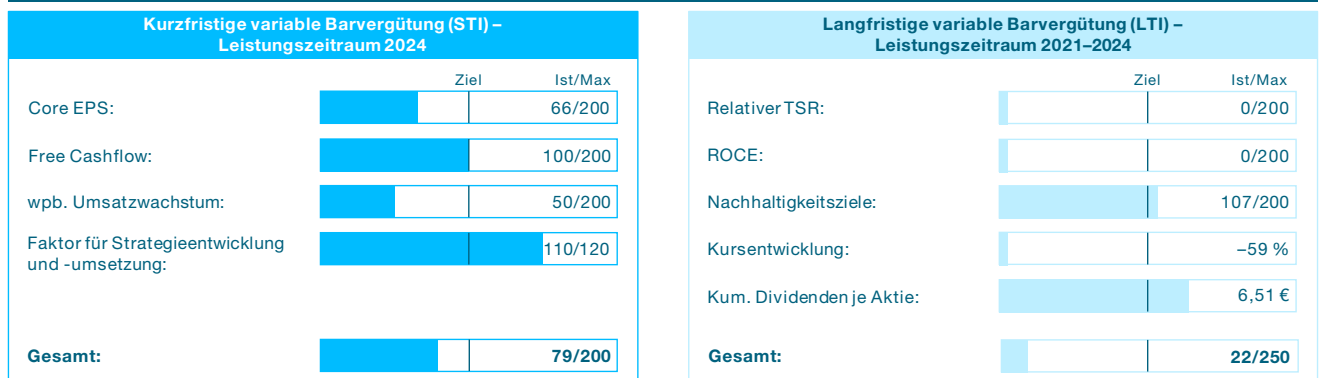 Kurzfristige variable Barvergütung (STI) –
Leistungszeitraum 2024
Ziel Ist/Max
Core EPS: 66/200
Free Cashflow: 100/200
wpb. Umsatzwachstum: 50/200
Faktor für Strategieentwicklung
und -umsetzung: 110/120
Gesamt: 79/200
Langfristige variable Barvergütung (LTI) –
Leistungszeitraum 2021–2024
Ziel Ist/Max
Relativer TSR: 0/200
ROCE: 0/200
Nachhaltigkeitsziele: 107/200
Kursentwicklung: –59 %
Kum. Dividenden je Aktie: 6,51 €
Gesamt: 22/250